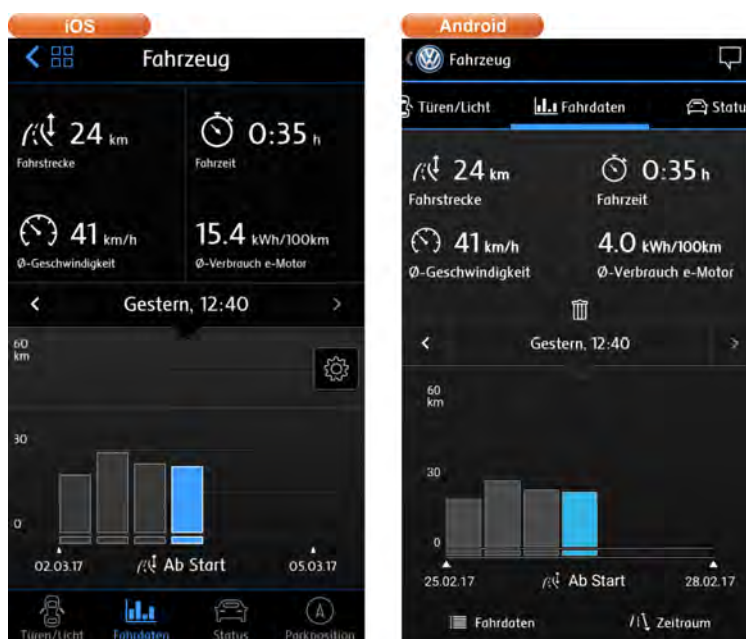 iOS
Fahrzeug
24 km
Fahrstrecke
0:35 h
Fahrzeit
41 km/h
Ø-Geschwindigkeit
15.4 kWh/100km
Ø-Verbrauch e-Motor
Gestern, 12:40
60
km
30
0
02.03.17
Ab Start
05.03.17
Türen/Licht
Fahrdaten
Status
Parkposition
Android
Fahrzeug
Türen/Licht
Fahrdaten
Statu
24 km
Fahrstrecke
0:35 h
Fahrzeit
41 km/h
Ø-Geschwindigkeit
4.0 kWh/100km
Ø-Verbrauch e-Motor
Gestern, 12:40
60
km
30
0
25.02.17
Ab Start
28.02.17
Fahrdaten
Zeitraum